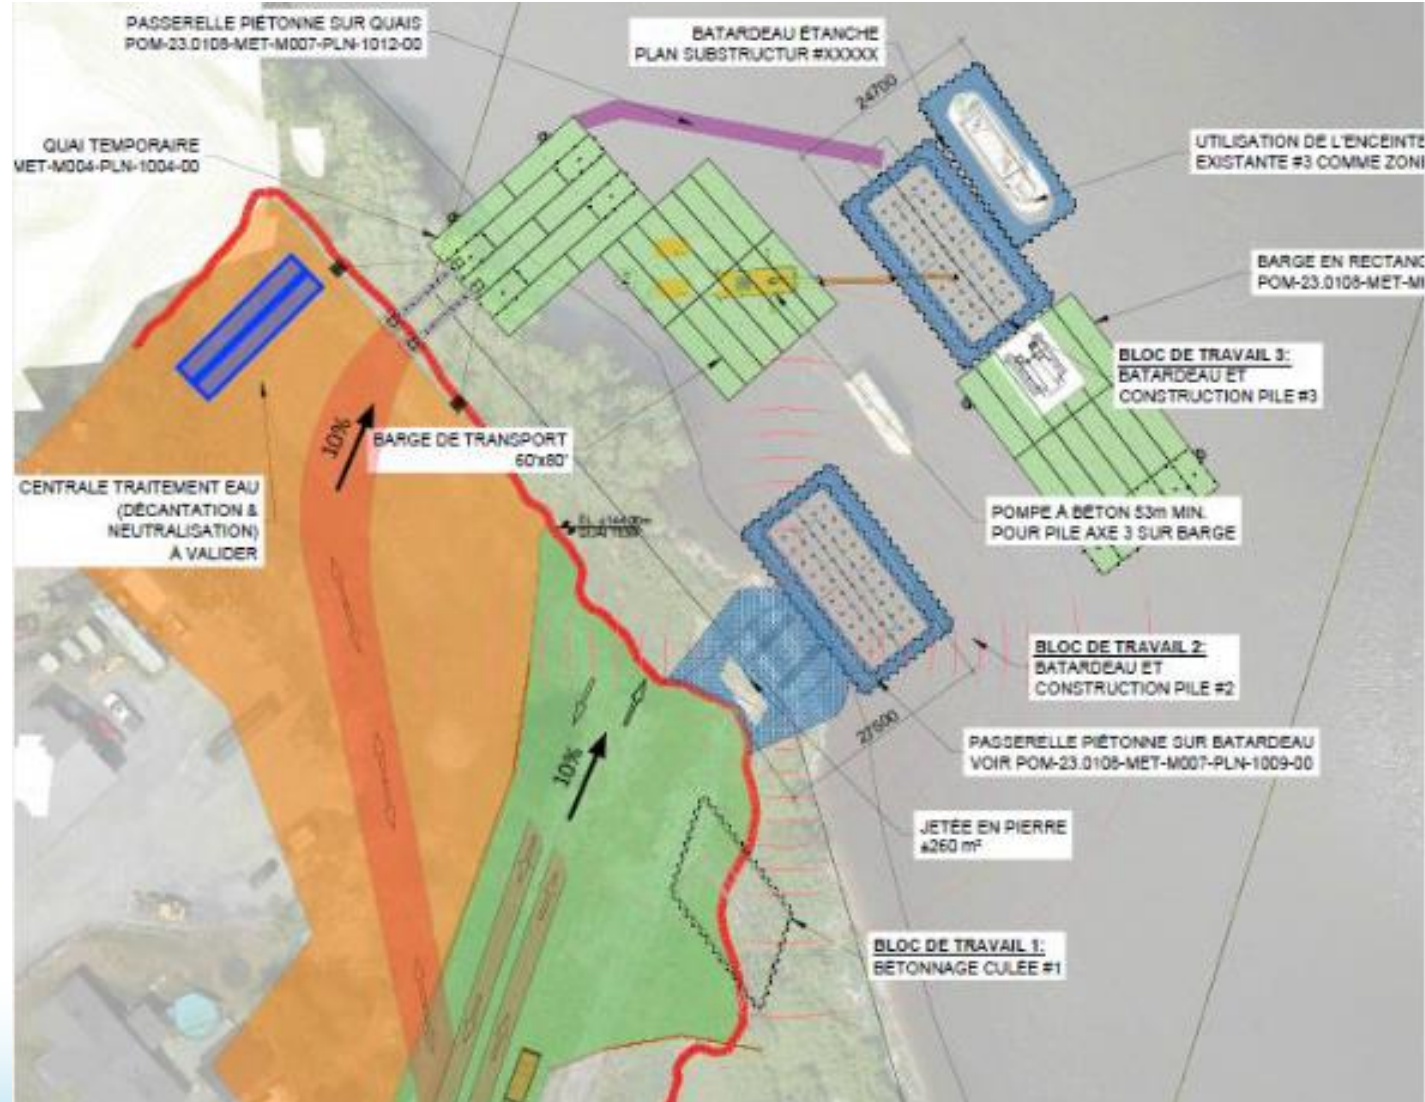 PASSERELLE PIÉTONNE SUR QUAIS
POM-23.0108-MET-M007-PLN-1012-00
BATARDEAU ÉTANCHE
PLAN SUBSTRUCTUR #XXXXX
24700
QUAI TEMPORAIRE
MET-M004-PLN-1004-00
UTILISATION DE L'ENCEINTE
EXISTANTE #3 COMME ZONE
BARGE EN RECTANG
POM-23.0108-MET-M
BLOC DE TRAVAIL 3:
BATARDEAU ET
CONSTRUCTION PILE #3
10%
BARGE DE TRANSPORT
60'x80'
CENTRALE TRAITEMENT EAU
(DÉCANTATION &
NEUTRALISATION)
À VALIDER
POMPE À BÉTON 53m MIN.
POUR PILE AXE 3 SUR BARGE
BLOC DE TRAVAIL 2:
BATARDEAU ET
CONSTRUCTION PILE #2
27500
PASSERELLE PIÉTONNE SUR BATARDEAU
VOIR POM-23.0108-MET-M007-PLN-1009-00
10%
JETÉE EN PIERRE
±260 m²
BLOC DE TRAVAIL 1:
BÉTONNAGE CULÉE #1